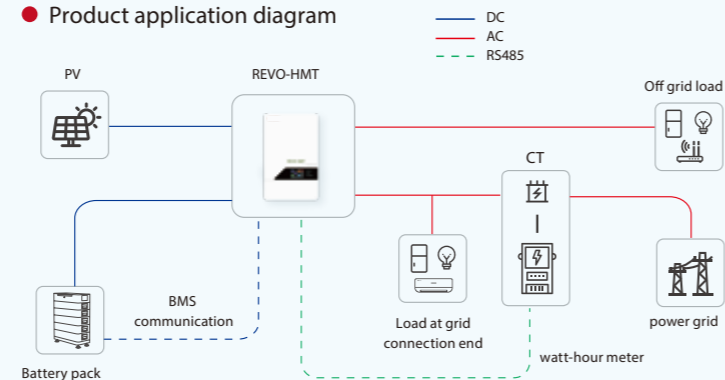 Product application diagram
DC
AC
RS485
PV
REVO-HMT
Off grid load
CT
BMS
communication
Load at grid
connection end
power grid
watt-hour meter
Battery pack